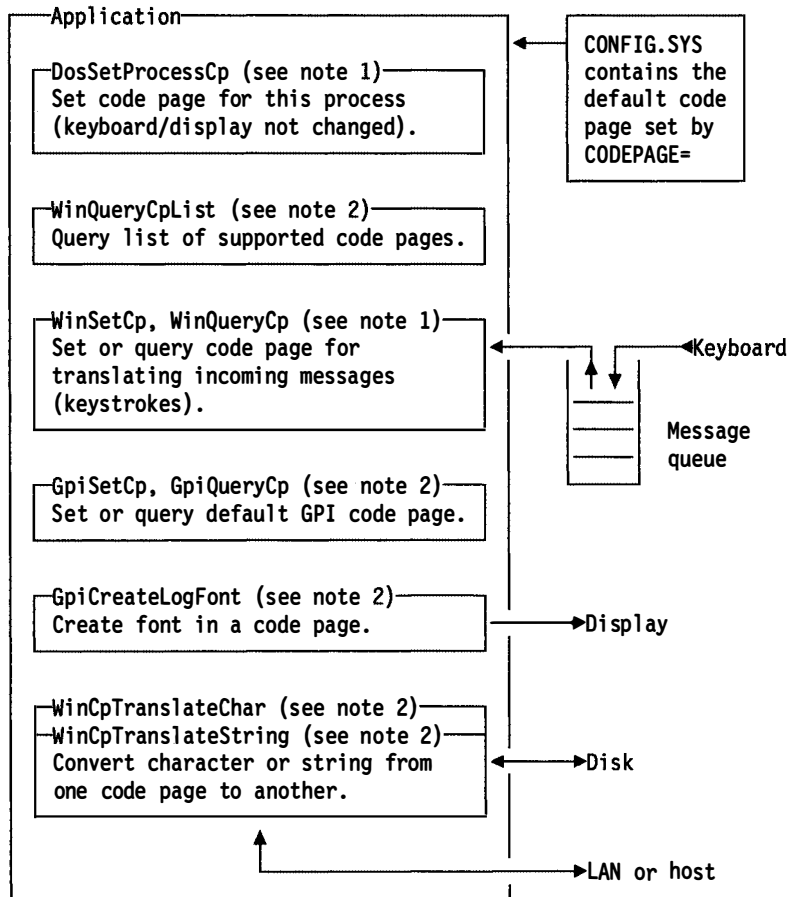 Application
DosSetProcessCp (see note 1)
Set code page for this process
(keyboard/display not changed).
CONFIG.SYS
contains the
default code
page set by
CODEPAGE=
WinQueryCpList (see note 2)
Query list of supported code pages.
WinSetCp, WinQueryCp (see note 1)
Set or query code page for
translating incoming messages
(keystrokes).
Keyboard
Message
queue
GpiSetCp, GpiQueryCp (see note 2)
Set or query default GPI code page.
GpiCreateLogFont (see note 2)
Create font in a code page.
Display
WinCpTranslateChar (see note 2)
WinCpTranslateString (see note 2)
Convert character or string from
one code page to another.
Disk
LAN or host